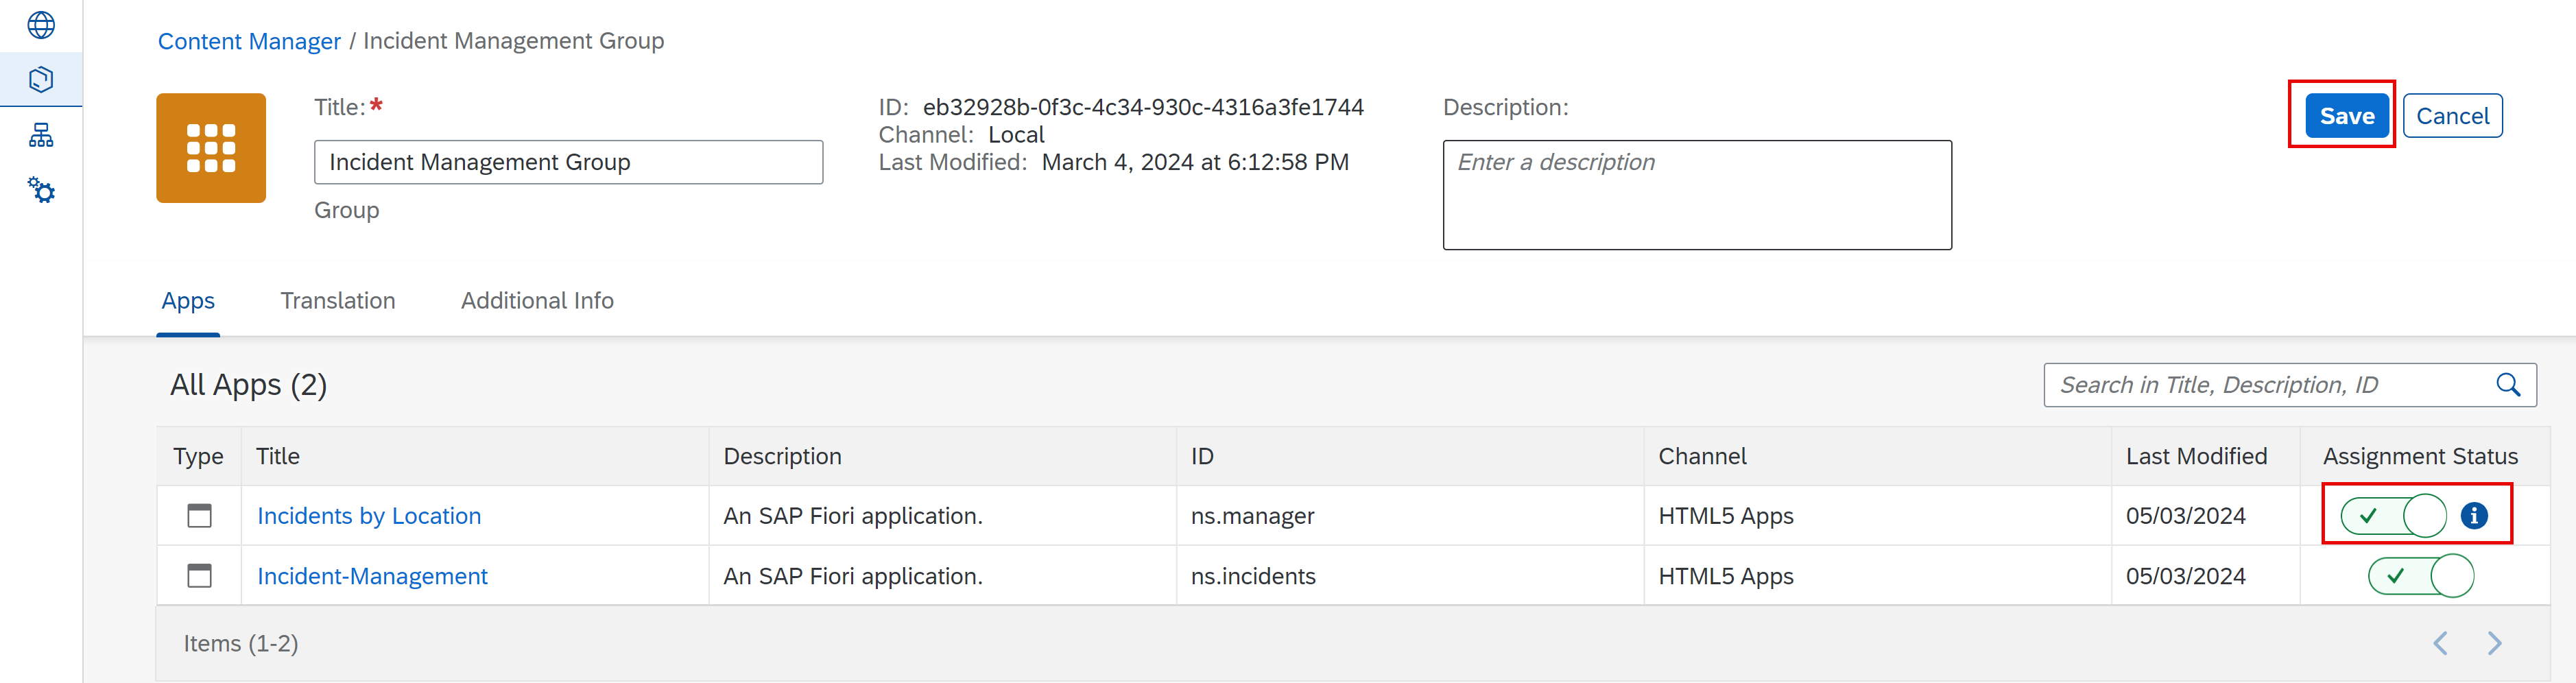 Content Manager / Incident Management Group
Title:*
Incident Management Group
Group
ID: eb32928b-0f3c-4c34-930c-4316a3fe1744
Channel: Local
Last Modified: March 4, 2024 at 6:12:58 PM
Description:
Enter a description
Save
Cancel
Apps Translation Additional Info
All Apps (2)
Search in Title, Description, ID
Type Title Description ID Channel Last Modified Assignment Status
Incidents by Location An SAP Fiori application. ns.manager HTML5 Apps 05/03/2024
Incident-Management An SAP Fiori application. ns.incidents HTML5 Apps 05/03/2024
Items (1-2)